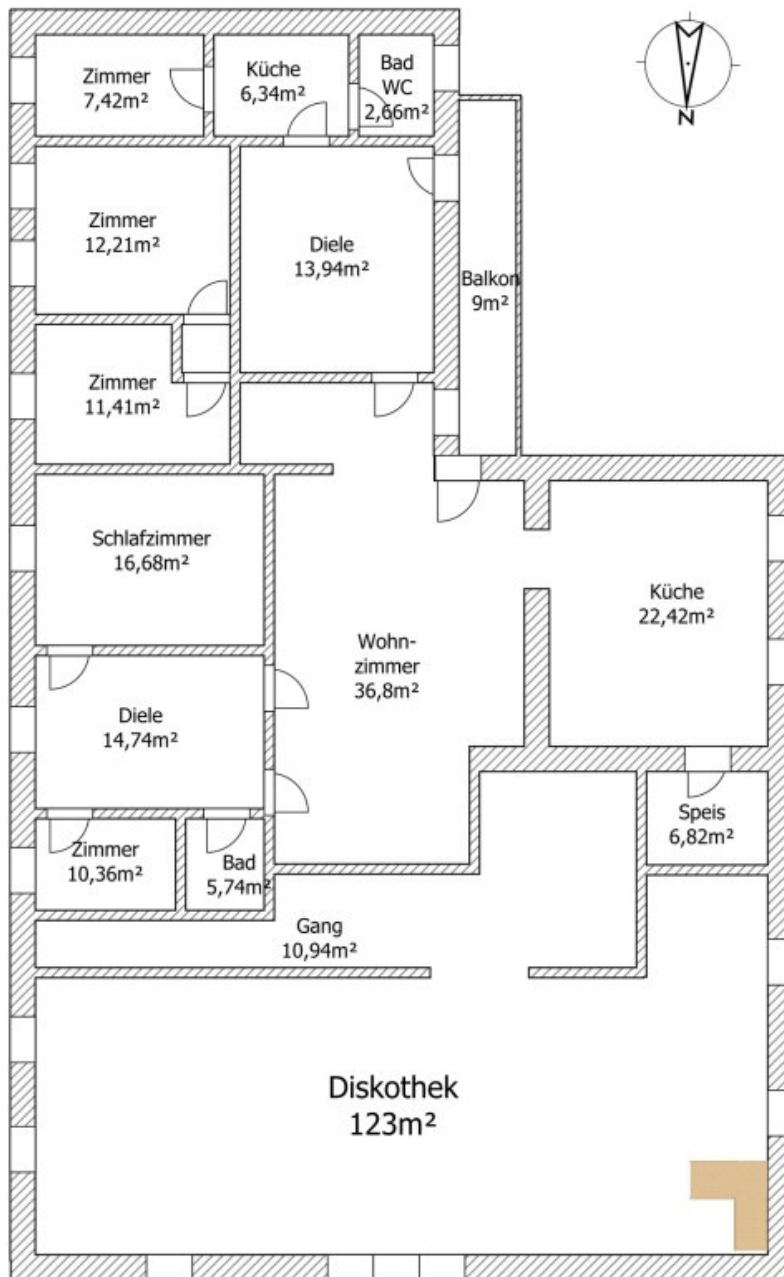 Zimmer
7,42m²
Küche
6,34m²
Bad
WC
2,66m²
N
Zimmer
12,21m²
Diele
13,94m²
Balkon
9m²
Zimmer
11,41m²
Schlafzimmer
16,68m²
Küche
22,42m²
Wohn-
zimmer
36,8m²
Diele
14,74m²
Speis
6,82m²
Zimmer
10,36m²
Bad
5,74m²
Gang
10,94m²
Diskothek
123m²